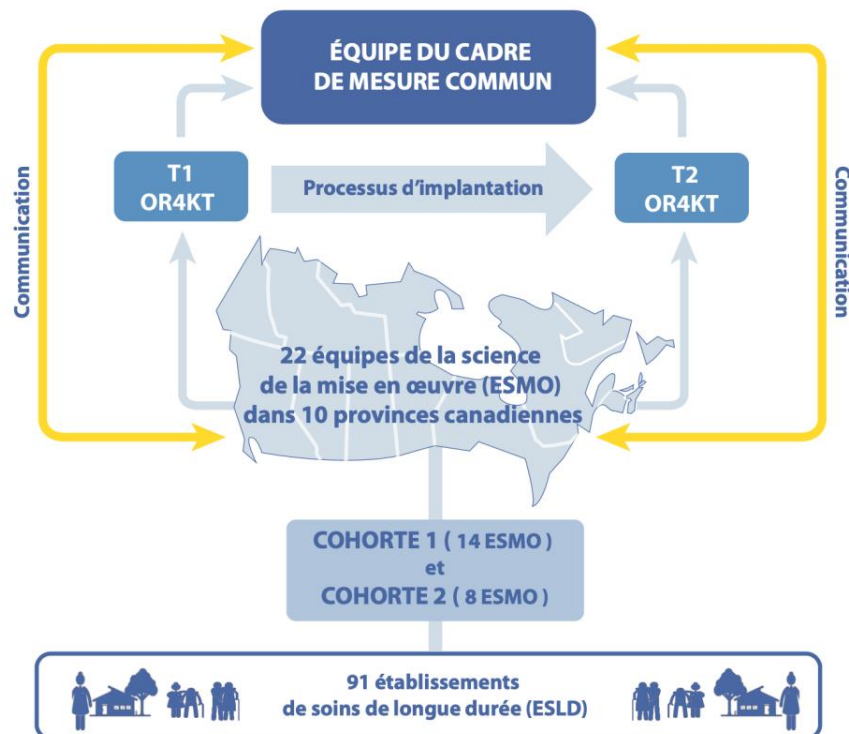 ÉQUIPE DU CADRE
DE MESURE COMMUN
Communication
T1
OR4KT
Processus d'implantation
T2
OR4KT
Communication
22 équipes de la science
de la mise en œuvre (ESMO)
dans 10 provinces canadiennes
COHORTE 1 ( 14 ESMO )
et
COHORTE 2 ( 8 ESMO )
91 établissements
de soins de longue durée (ESLD)